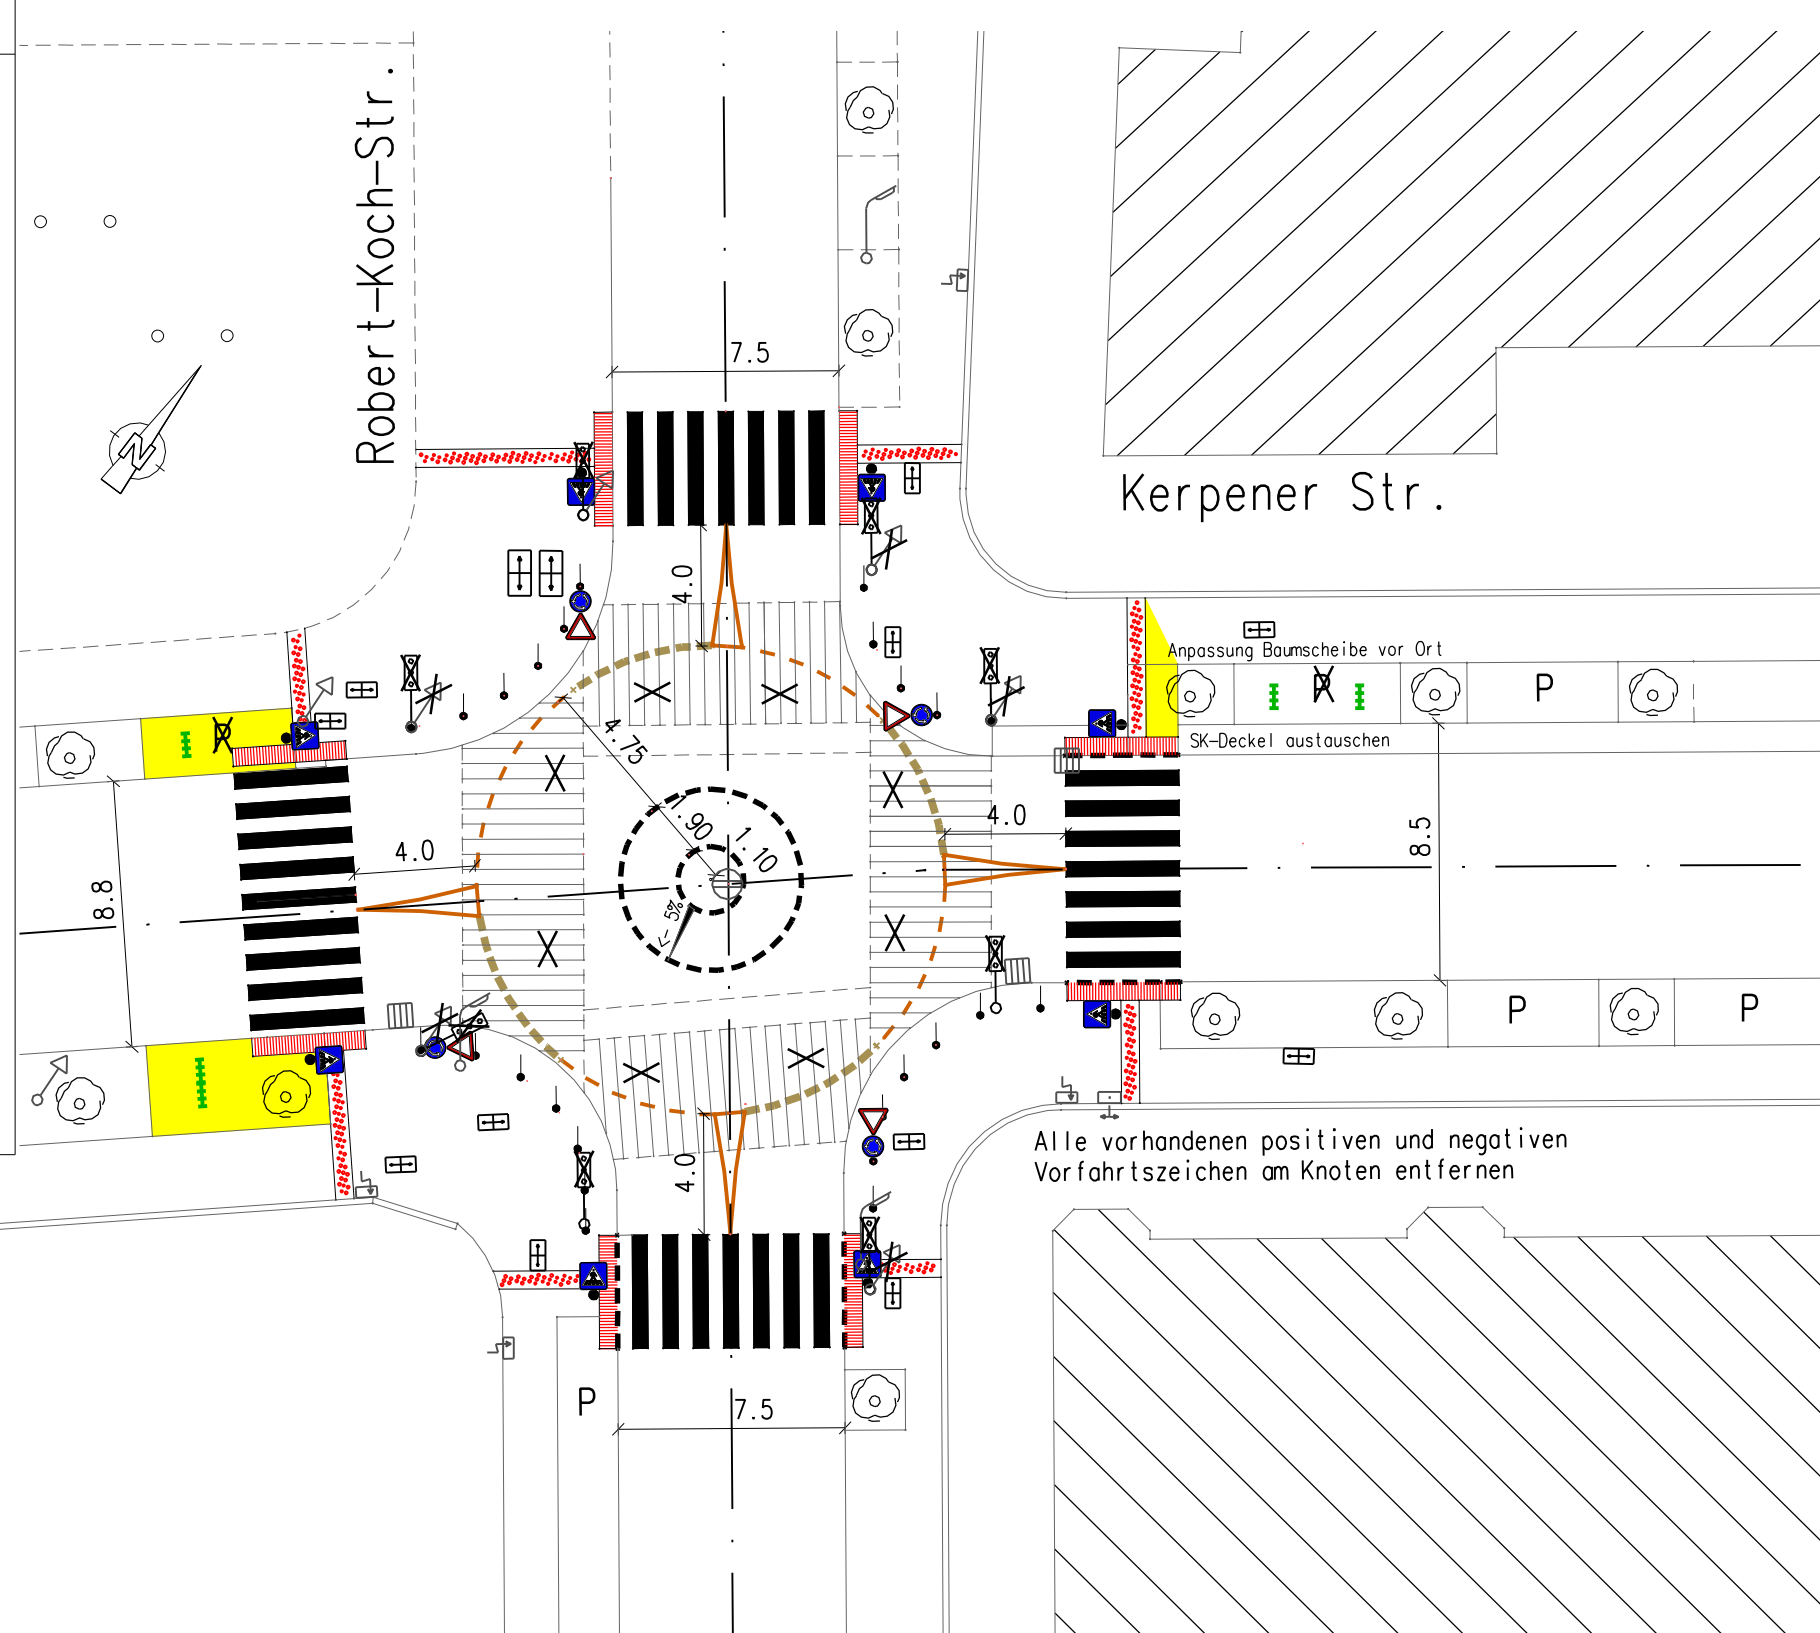 Robert-Koch-Str.
7.5
Kerpener Str.
N
4.0
Anpassung Baumscheibe vor Ort
P
P
P
SK-Deckel austauschen
4.75
1.90
1.10
4.0
8.5
4.0
8.8
5%
P
P
Alle vorhandenen positiven und negativen
Vorfahrtszeichen am Knoten entfernen
4.0
P
7.5